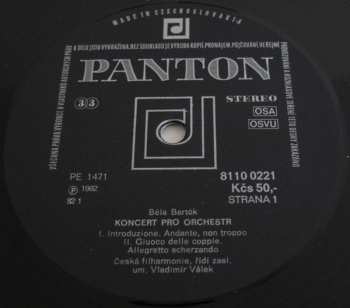 MADE IN CZECHOSLOVAKIA
PANTON
33
STEREO
OSA
OSVU
PE 1471
8110 0221
Ⓟ 1982
Kčs 50,-
82 1
STRANA 1
Béla Bartók
KONCERT PRO ORCHESTR
I. Introduzione, Andante, non troppo
II. Giuoco delle coppie.
Allegretto scherzando
Česká filharmonie, řídí zasl.
um. Vladimír Válek